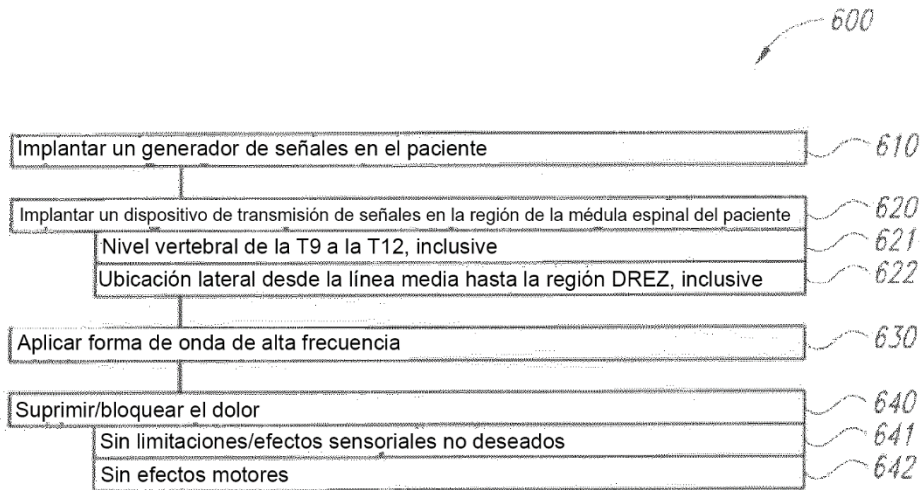 600
Implantar un generador de señales en el paciente 610
Implantar un dispositivo de transmisión de señales en la región de la médula espinal del paciente 620
Nivel vertebral de la T9 a la T12, inclusive 621
Ubicación lateral desde la línea media hasta la región DREZ, inclusive 622
Aplicar forma de onda de alta frecuencia 630
Suprimir/bloquear el dolor 640
Sin limitaciones/efectos sensoriales no deseados 641
Sin efectos motores 642